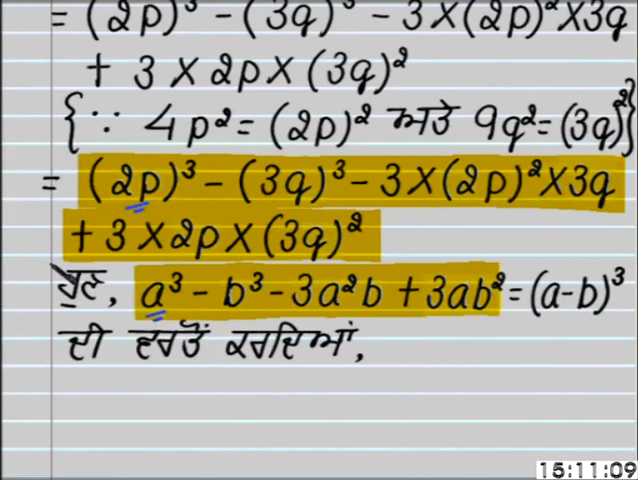 = (2p)³ - (3q)³ - 3×(2p)²×3q
+ 3×2p×(3q)²
{∵ 4p² = (2p)² ਅਤੇ 9q² = (3q)²}
= (2p)³ - (3q)³ - 3×(2p)²×3q
+ 3×2p×(3q)²
ਹੁਣ, a³ - b³ - 3a²b + 3ab² = (a-b)³
ਦੀ ਵਰਤੋਂ ਕਰਦਿਆਂ,
15:11:09